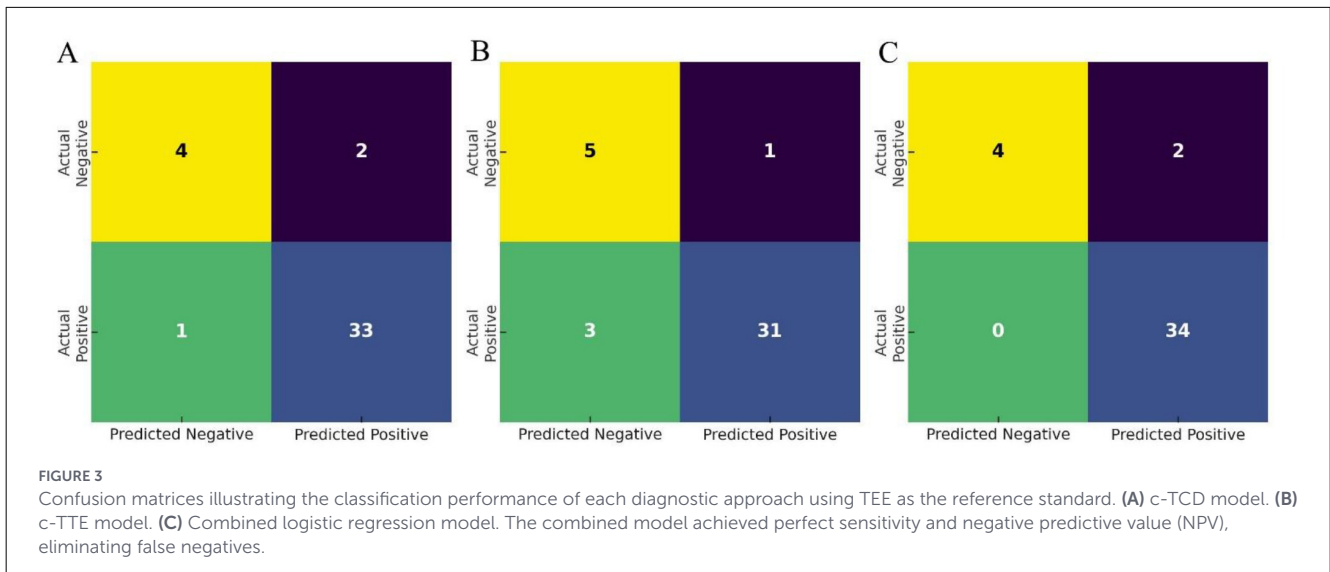 A
B
C
Actual Negative
4
2
5
1
4
2
Actual Positive
1
33
3
31
0
34
Predicted Negative
Predicted Positive
Predicted Negative
Predicted Positive
Predicted Negative
Predicted Positive
Actual Negative
Actual Positive
Actual Negative
Actual Positive
FIGURE 3
Confusion matrices illustrating the classification performance of each diagnostic approach using TEE as the reference standard. (A) c-TCD model. (B)
c-TTE model. (C) Combined logistic regression model. The combined model achieved perfect sensitivity and negative predictive value (NPV),
eliminating false negatives.